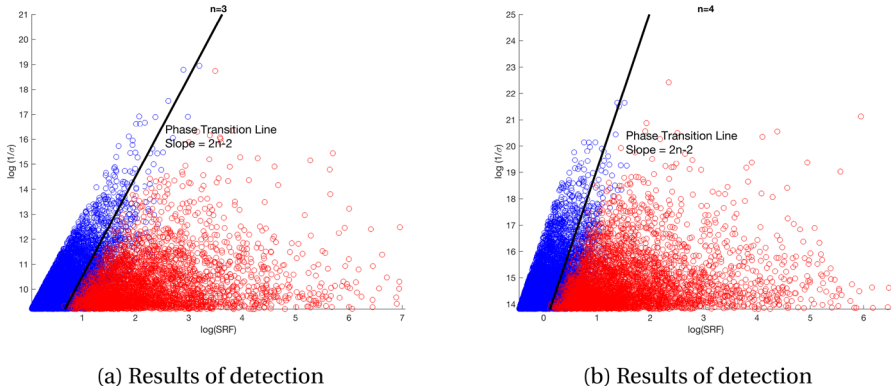 n=3
21
20
19
18
17
16
15
14
13
12
11
10
log (1/σ)
Phase Transition Line
Slope = 2n-2
1 2 3 4 5 6 7
log(SRF)
(a) Results of detection
n=4
25
24
23
22
21
20
19
18
17
16
15
14
log (1/σ)
Phase Transition Line
Slope = 2n-2
0 1 2 3 4 5 6
log(SRF)
(b) Results of detection